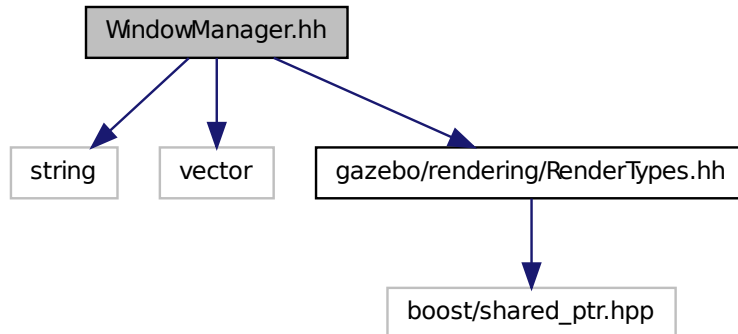 WindowManager.hh
string
vector
gazebo/rendering/RenderTypes.hh
boost/shared_ptr.hpp